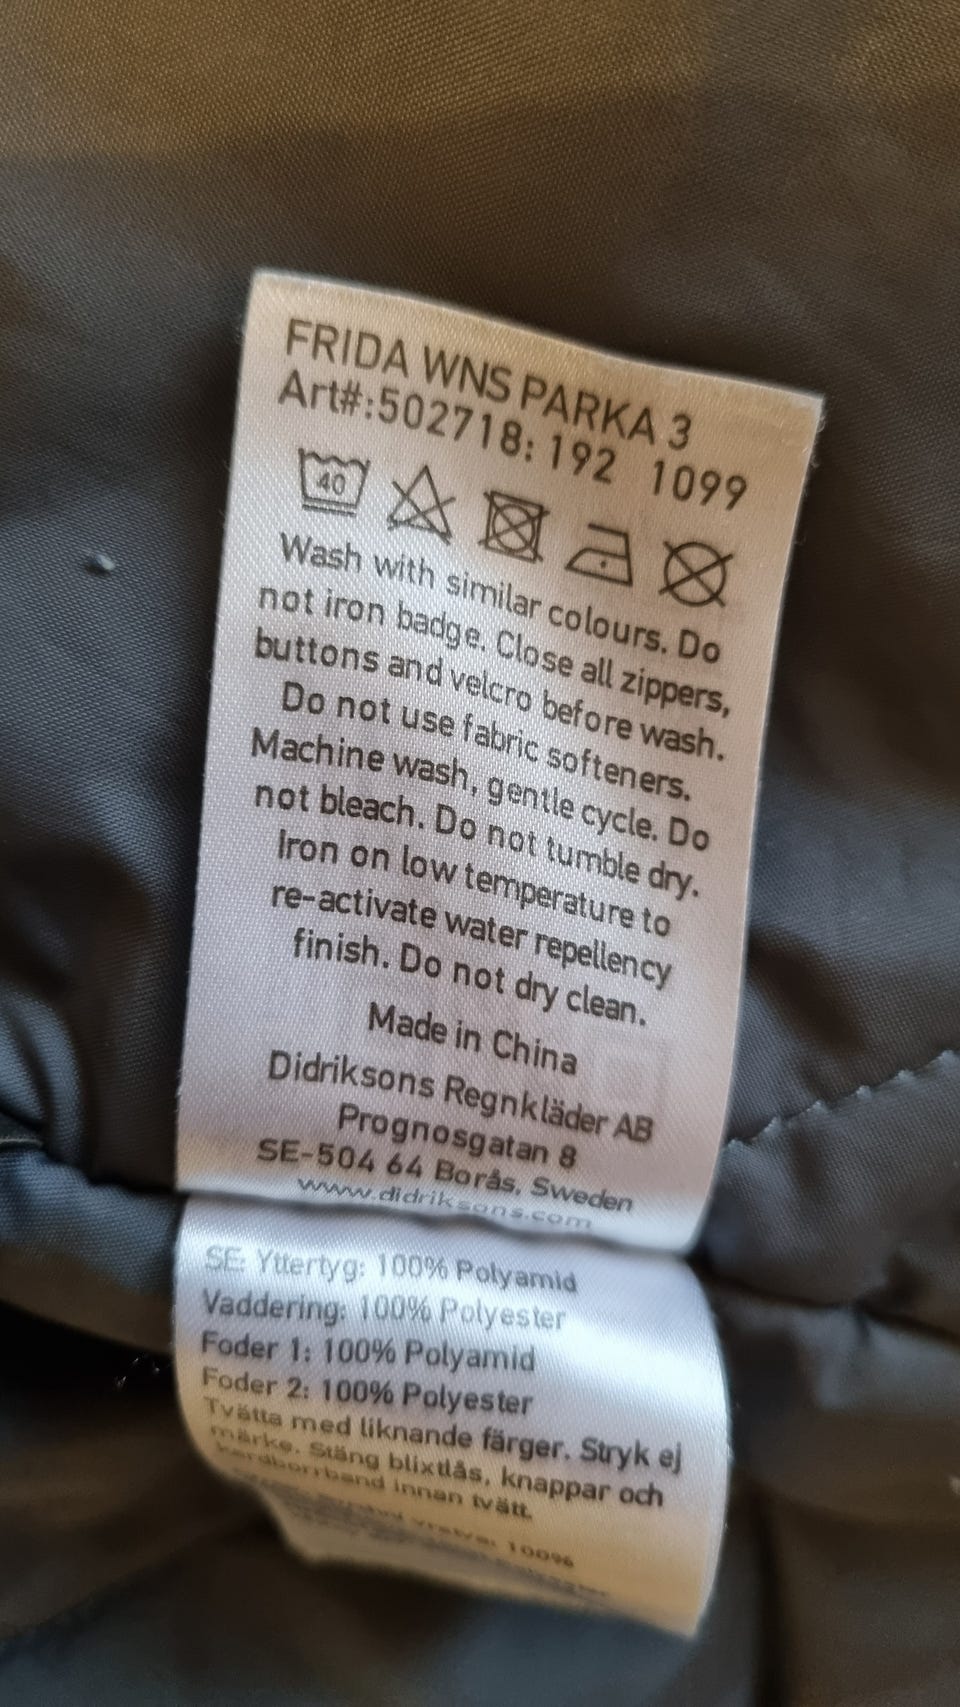 FRIDA WNS PARKA 3
Art#:502718: 192 1099
40
Wash with similar colours. Do
not iron badge. Close all zippers,
buttons and velcro before wash.
Do not use fabric softeners.
Machine wash, gentle cycle. Do
not bleach. Do not tumble dry.
Iron on low temperature to
re-activate water repellency
finish. Do not dry clean.
Made in China
Didriksons Regnkläder AB
Prognosgatan 8
SE-504 64 Borås, Sweden
www.didriksons.com
SE: Yttertyg: 100% Polyamid
Vaddering: 100% Polyester
Foder 1: 100% Polyamid
Foder 2: 100% Polyester
Tvätta med liknande färger. Stryk ej
märke. Stäng blixtlås, knappar och
kardborrband innan tvätt.
100%